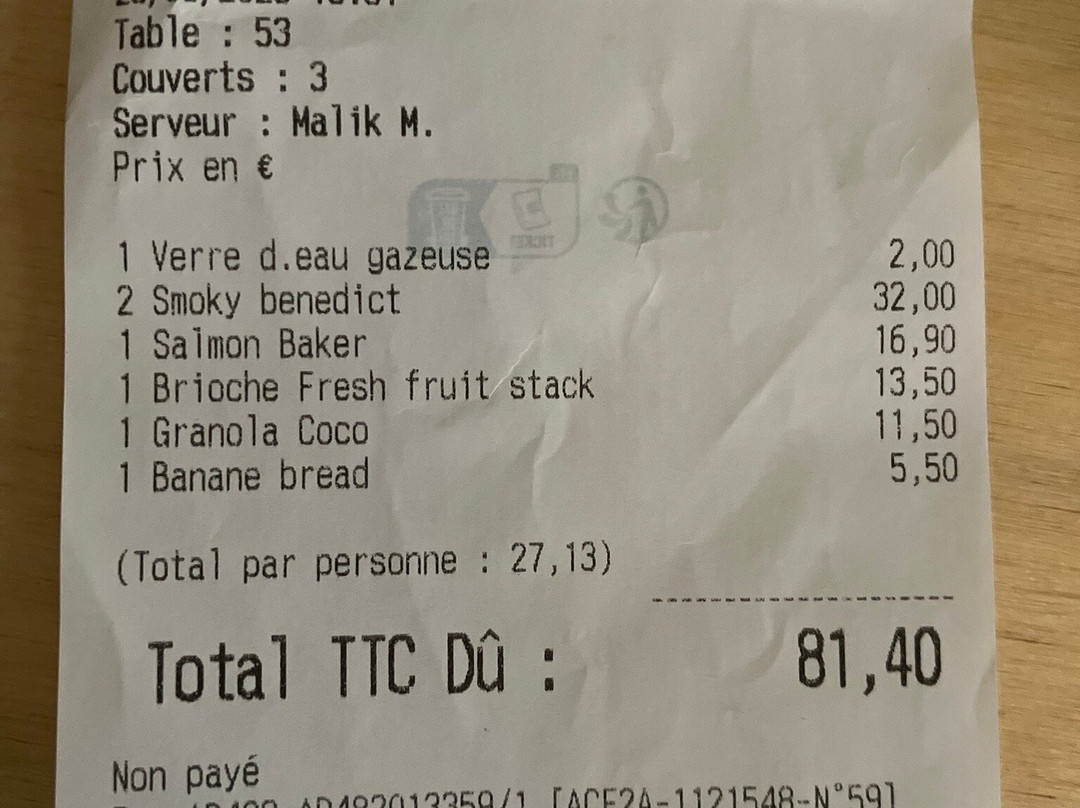 Table : 53
Couverts : 3
Serveur : Malik M.
Prix en €
1 Verre d.eau gazeuse 2,00
2 Smoky benedict 32,00
1 Salmon Baker 16,90
1 Brioche Fresh fruit stack 13,50
1 Granola Coco 11,50
1 Banane bread 5,50
(Total par personne : 27,13)
Total TTC Dû : 81,40
Non payé